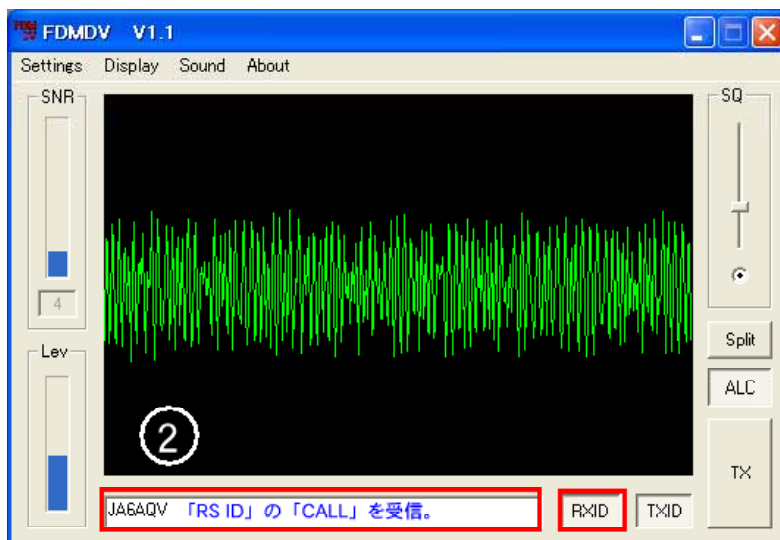 FDMDV V1.1
Settings Display Sound About
SNR
4
Lev
②
JA6AQV 「RS ID」の「CALL」を受信。
RXID
TXID
SQ
Split
ALC
TX